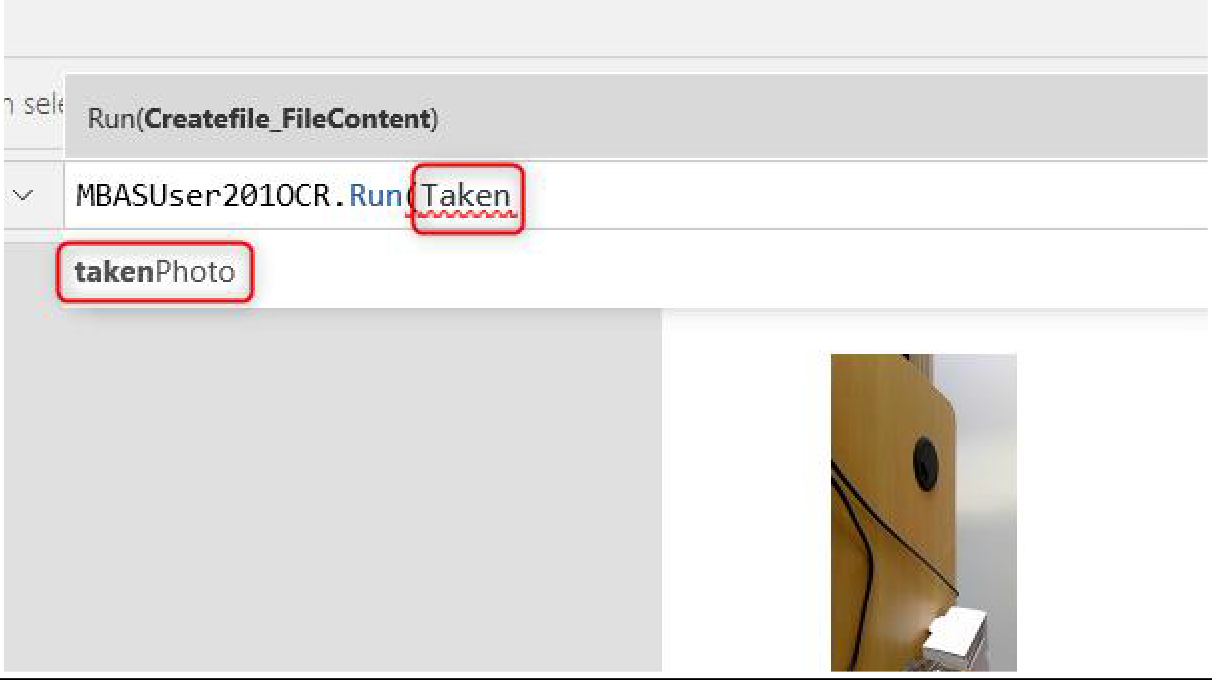 n sele
Run(Createfile_FileContent)
MBASUser201OCR.Run(Taken
takenPhoto